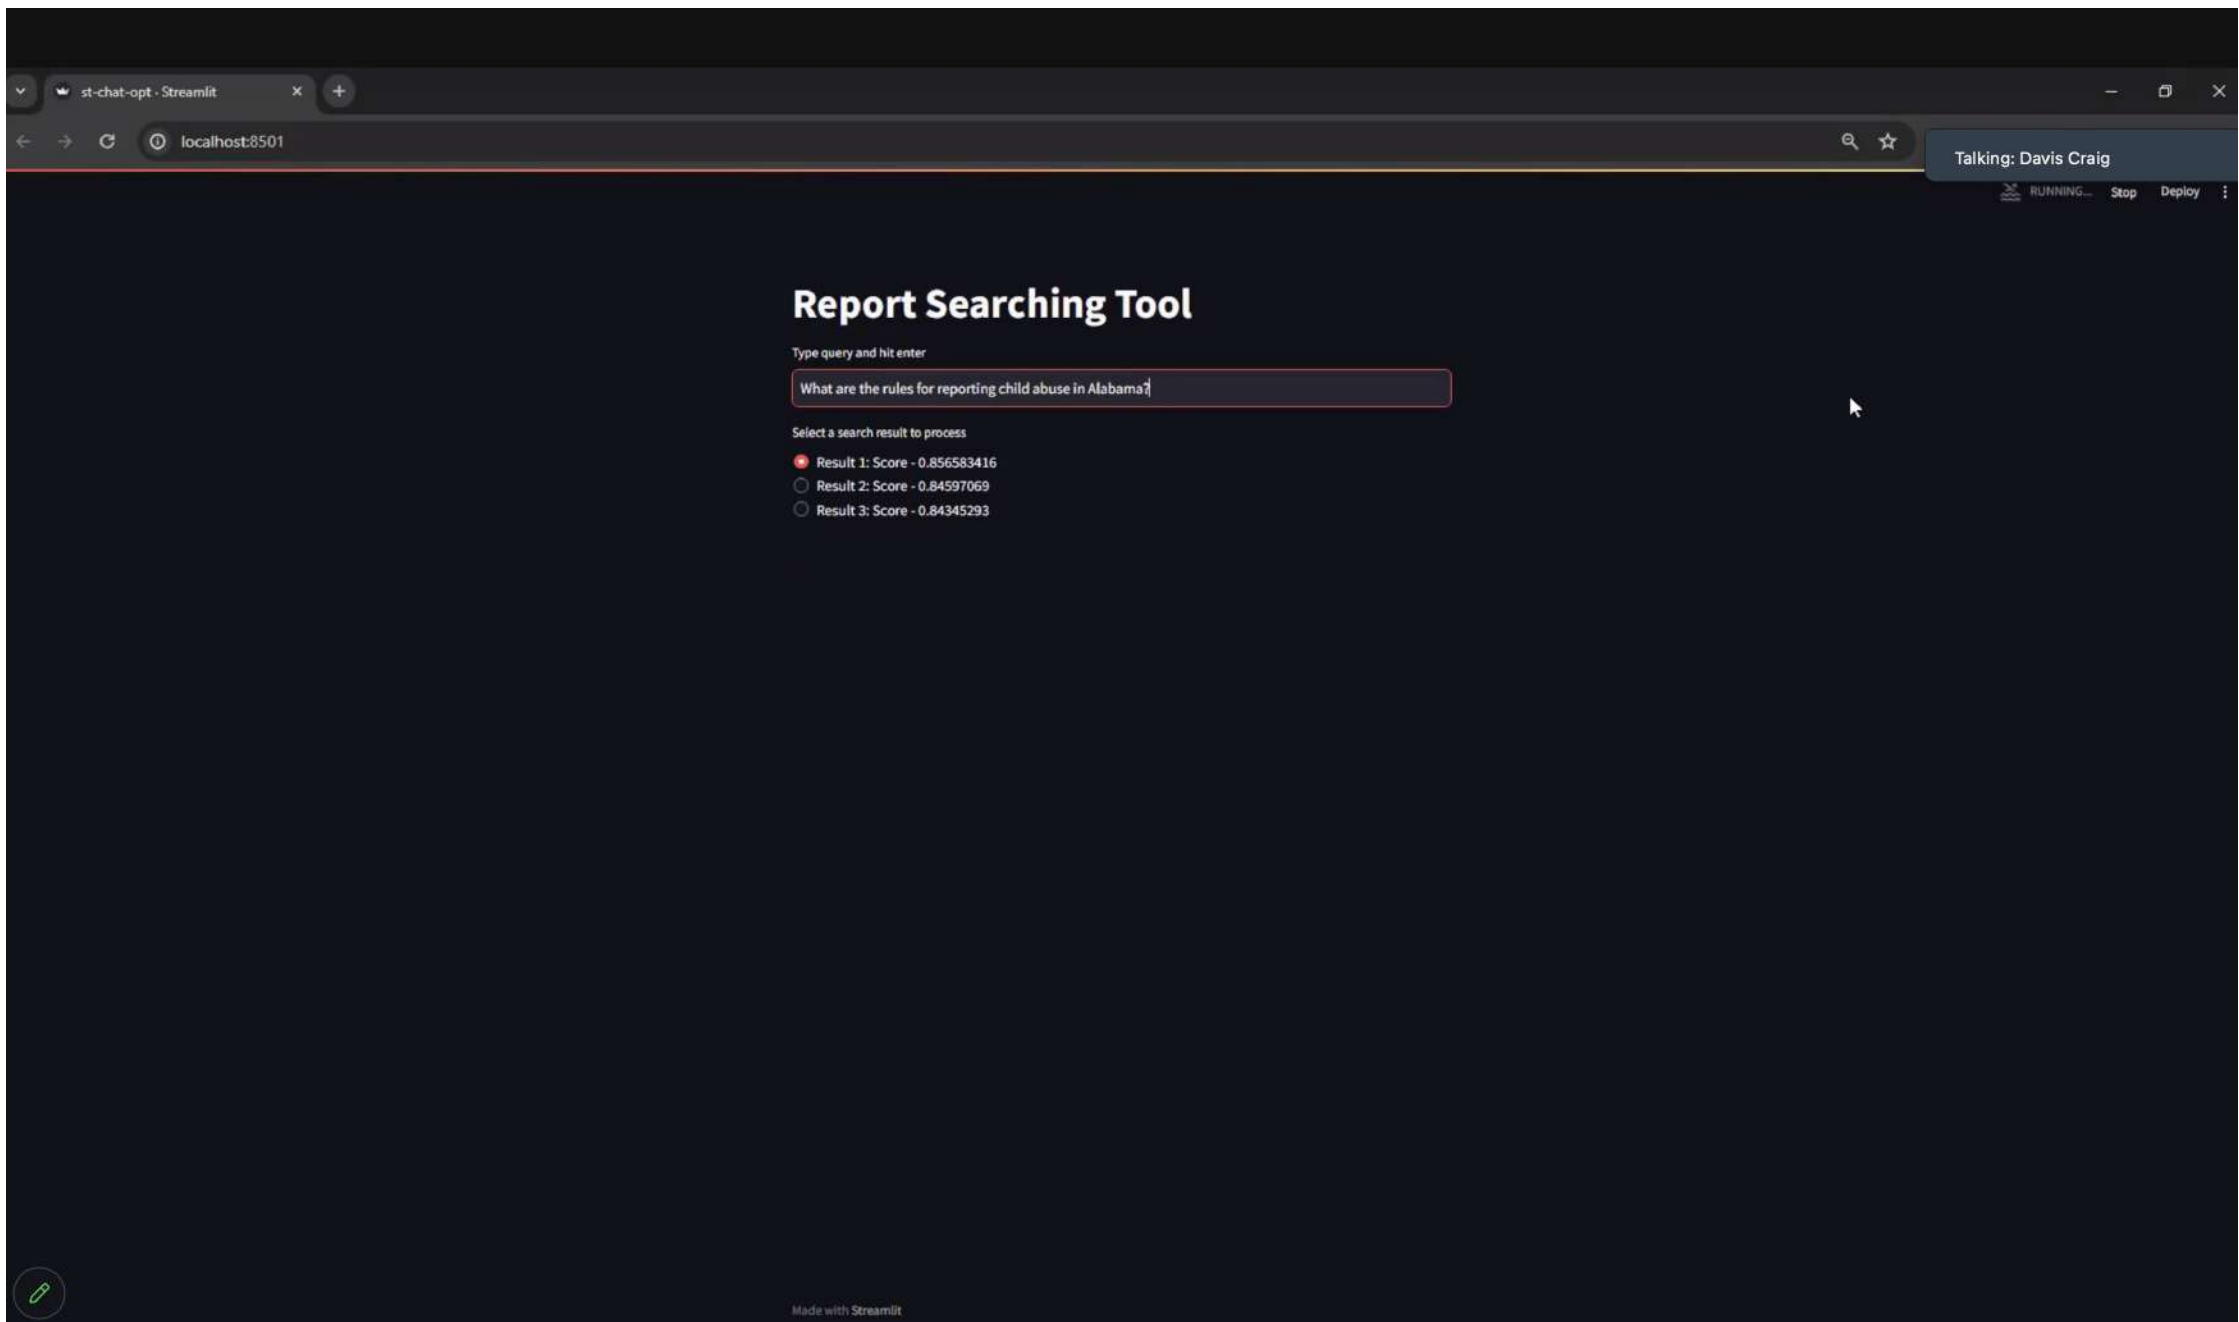 st-chat-opt · Streamlit
localhost:8501
Talking: Davis Craig
RUNNING... Stop Deploy
Report Searching Tool
Type query and hit enter
What are the rules for reporting child abuse in Alabama?
Select a search result to process
Result 1: Score - 0.856583416
Result 2: Score - 0.84597069
Result 3: Score - 0.84345293
Made with Streamlit